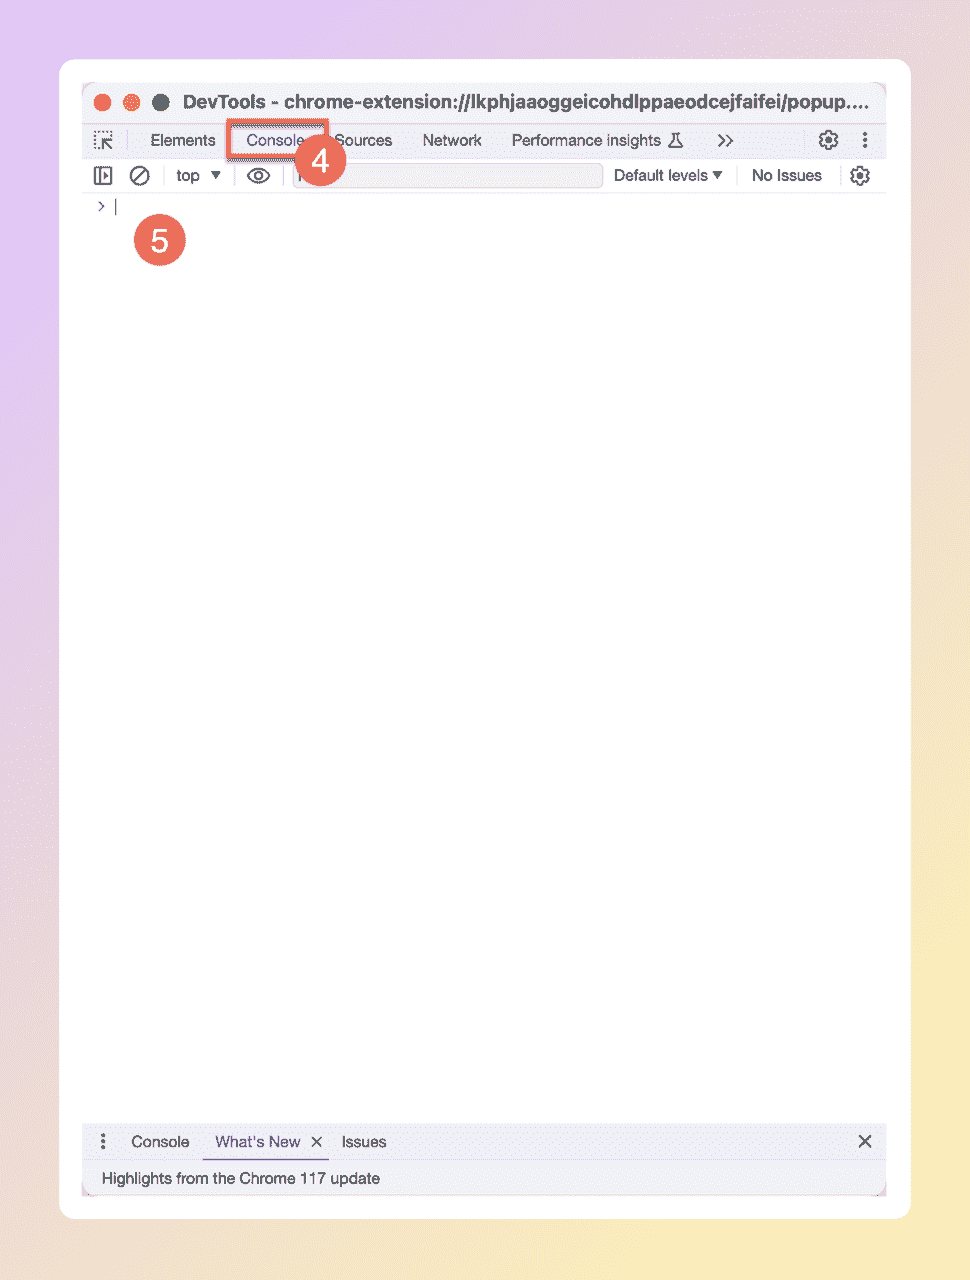 DevTools - chrome-extension://lkphjaaoggeicohdlppaeodcejfaifei/popup....
Elements Console Sources Network Performance insights
4
top Default levels No Issues
5
Console What's New Issues
Highlights from the Chrome 117 update